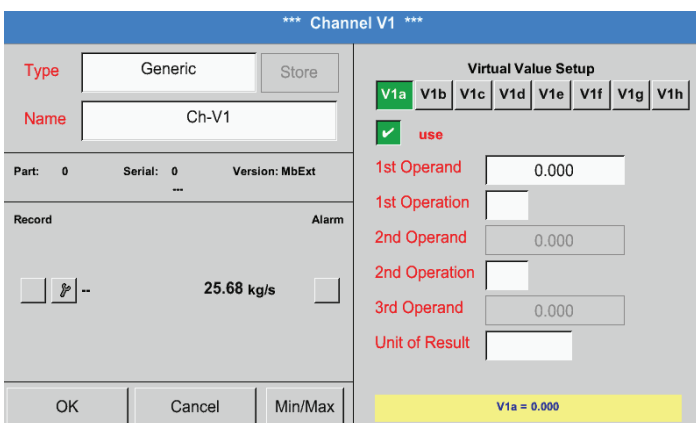 *** Channel V1 ***
Type Generic Store
Name Ch-V1
Part: 0 Serial: 0 Version: MbExt
---
Record Alarm
-- 25.68 kg/s
OK Cancel Min/Max
Virtual Value Setup
V1a V1b V1c V1d V1e V1f V1g V1h
use
1st Operand 0.000
1st Operation
2nd Operand 0.000
2nd Operation
3rd Operand 0.000
Unit of Result
V1a = 0.000